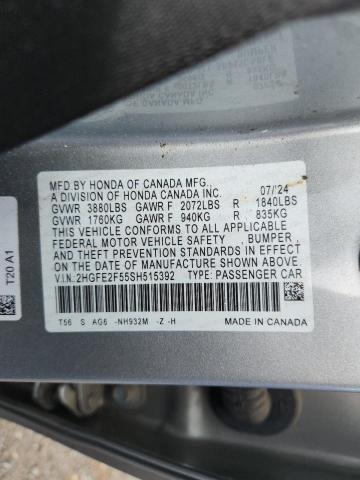 MFD BY HONDA OF CANADA MFG.,
A DIVISION OF HONDA CANADA INC. 07/'24
GVWR 3880LBS GAWR F 2072LBS R 1840LBS
GVWR 1760KG GAWR F 940KG R 835KG
THIS VEHICLE CONFORMS TO ALL APPLICABLE
FEDERAL MOTOR VEHICLE SAFETY, BUMPER,
AND THEFT PREVENTION STANDARDS IN EFFECT
ON THE DATE OF MANUFACTURE SHOWN ABOVE.
V.I.N.:2HGFE2F55SH515392 TYPE: PASSENGER CAR
T56 S AG6 -NH932M -Z -H MADE IN CANADA
T20 A1